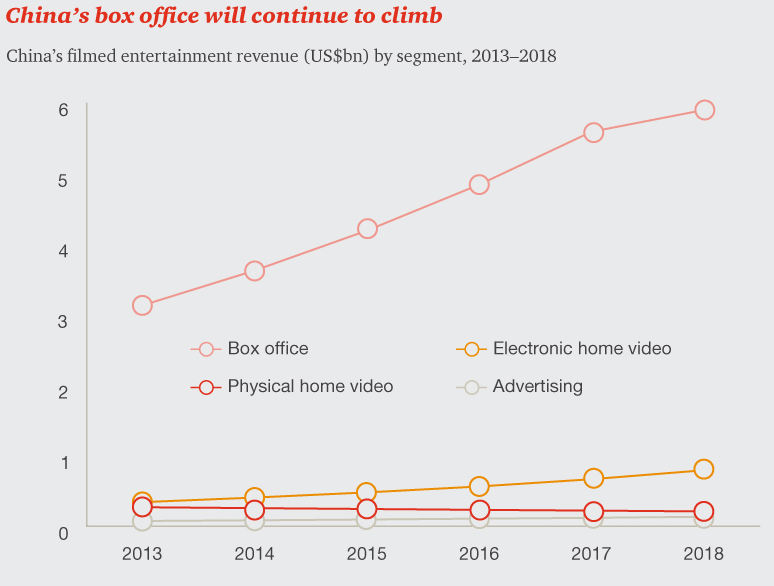 China's box office will continue to climb
China's filmed entertainment revenue (US$bn) by segment, 2013–2018
6
5
4
3
2
1
0
Box office
Electronic home video
Physical home video
Advertising
2013 2014 2015 2016 2017 2018